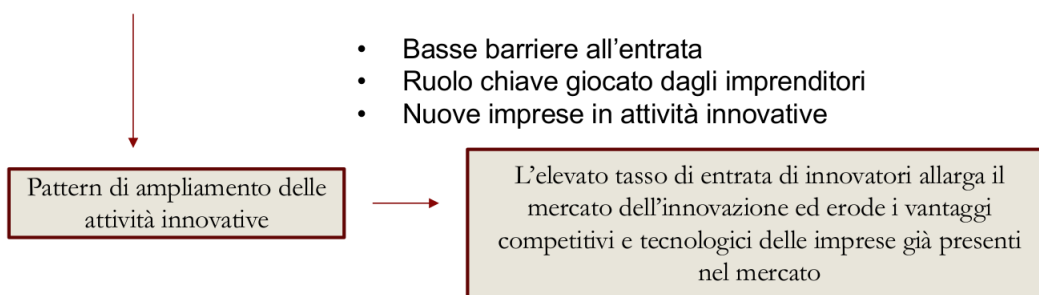 • Basse barriere all’entrata
• Ruolo chiave giocato dagli imprenditori
• Nuove imprese in attività innovative
Pattern di ampliamento delle
attività innovative
L’elevato tasso di entrata di innovatori allarga il
mercato dell’innovazione ed erode i vantaggi
competitivi e tecnologici delle imprese già presenti
nel mercato